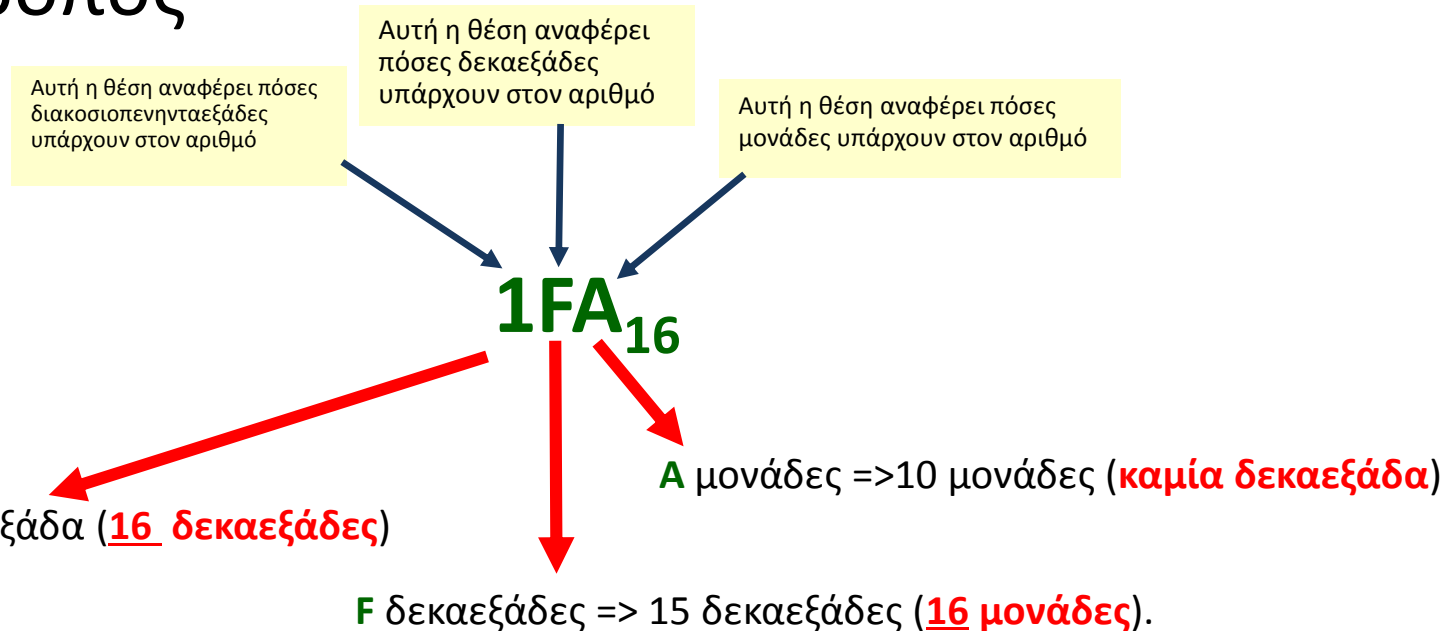 Αυτή η θέση αναφέρει πόσες
διακοσιοπενηνταεξάδες
υπάρχουν στον αριθμό
Αυτή η θέση αναφέρει
πόσες δεκαεξάδες
υπάρχουν στον αριθμό
Αυτή η θέση αναφέρει πόσες
μονάδες υπάρχουν στον αριθμό
1FA16
A μονάδες =>10 μονάδες (καμία δεκαεξάδα)
ξάδα (16 δεκαεξάδες)
F δεκαεξάδες => 15 δεκαεξάδες (16 μονάδες).